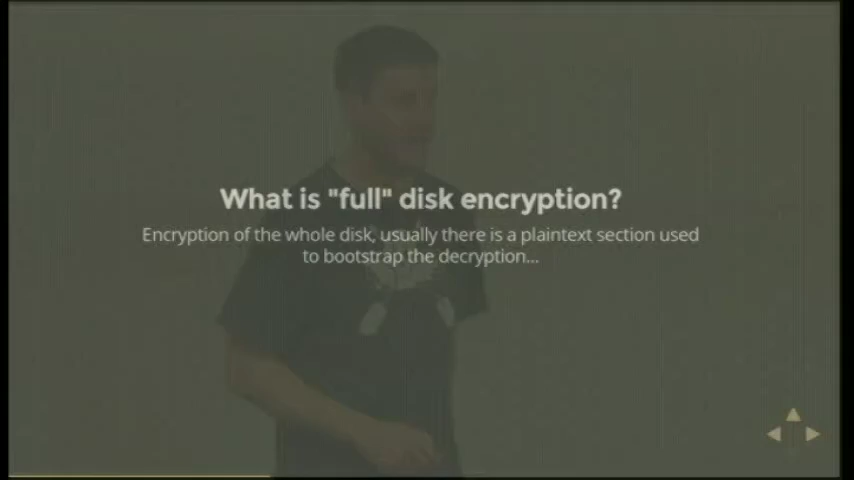 What is "full" disk encryption?
Encryption of the whole disk, usually there is a plaintext section used
to bootstrap the decryption...